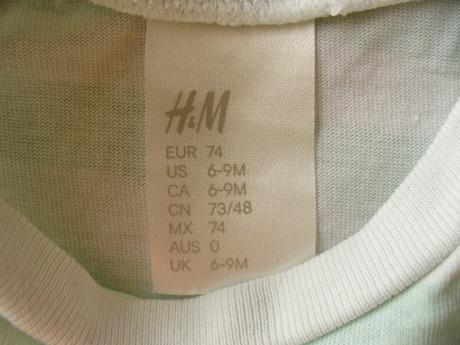 H&M
EUR 74
US 6-9M
CA 6-9M
CN 73/48
MX 74
AUS 0
UK 6-9M